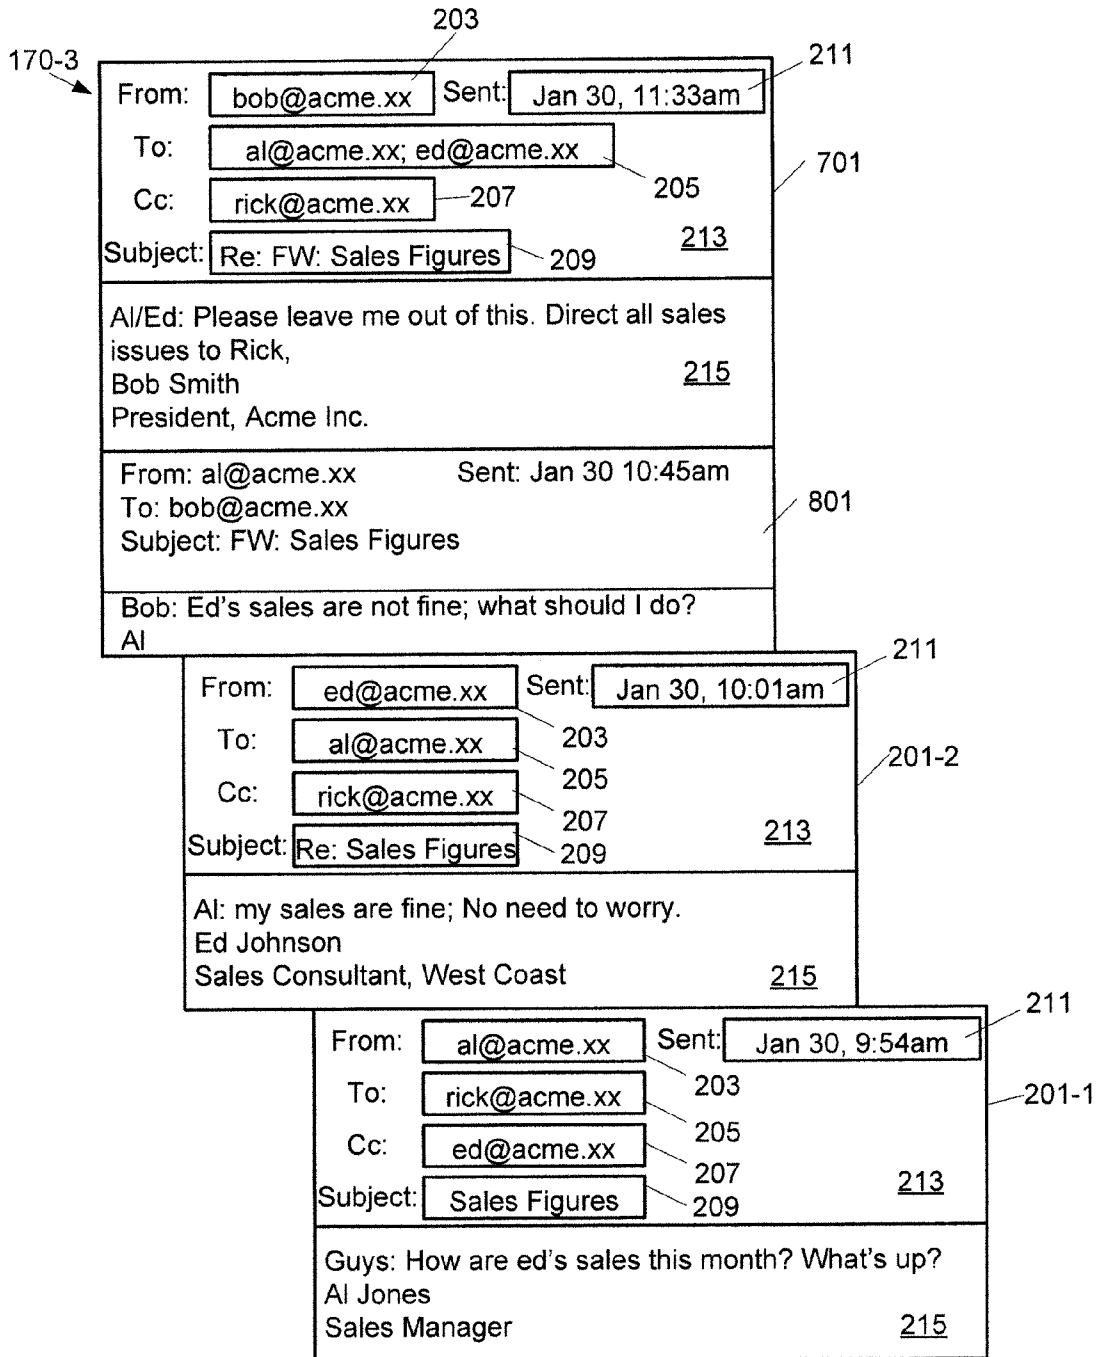 203
170-3
211
From: bob@acme.xx Sent: Jan 30, 11:33am
To: al@acme.xx; ed@acme.xx
205
701
Cc: rick@acme.xx 207
213
Subject: Re: FW: Sales Figures 209
Al/Ed: Please leave me out of this. Direct all sales
issues to Rick,
215
Bob Smith
President, Acme Inc.
From: al@acme.xx Sent: Jan 30 10:45am
To: bob@acme.xx
801
Subject: FW: Sales Figures
Bob: Ed's sales are not fine; what should I do?
Al
211
From: ed@acme.xx Sent: Jan 30, 10:01am
203
To: al@acme.xx
205
201-2
Cc: rick@acme.xx
207
213
Subject: Re: Sales Figures 209
Al: my sales are fine; No need to worry.
Ed Johnson
Sales Consultant, West Coast 215
211
From: al@acme.xx Sent: Jan 30, 9:54am
203
201-1
To: rick@acme.xx
205
Cc: ed@acme.xx
207
213
Subject: Sales Figures 209
Guys: How are ed's sales this month? What's up?
Al Jones
Sales Manager 215